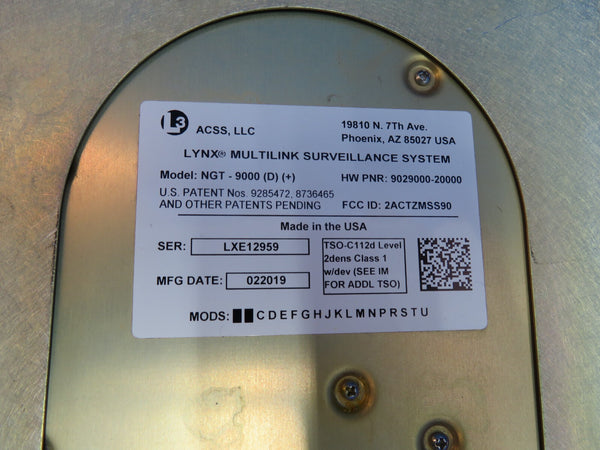 L3
ACSS, LLC
19810 N. 7Th Ave.
Phoenix, AZ 85027 USA
LYNX® MULTILINK SURVEILLANCE SYSTEM
Model: NGT - 9000 (D) (+)
HW PNR: 9029000-20000
U.S. PATENT Nos. 9285472, 8736465
AND OTHER PATENTS PENDING
FCC ID: 2ACTZMSS90
Made in the USA
SER: LXE12959
MFG DATE: 022019
TSO-C112d Level
2dens Class 1
w/dev (SEE IM
FOR ADDL TSO)
MODS: C D E F G H J K L M N P R S T U